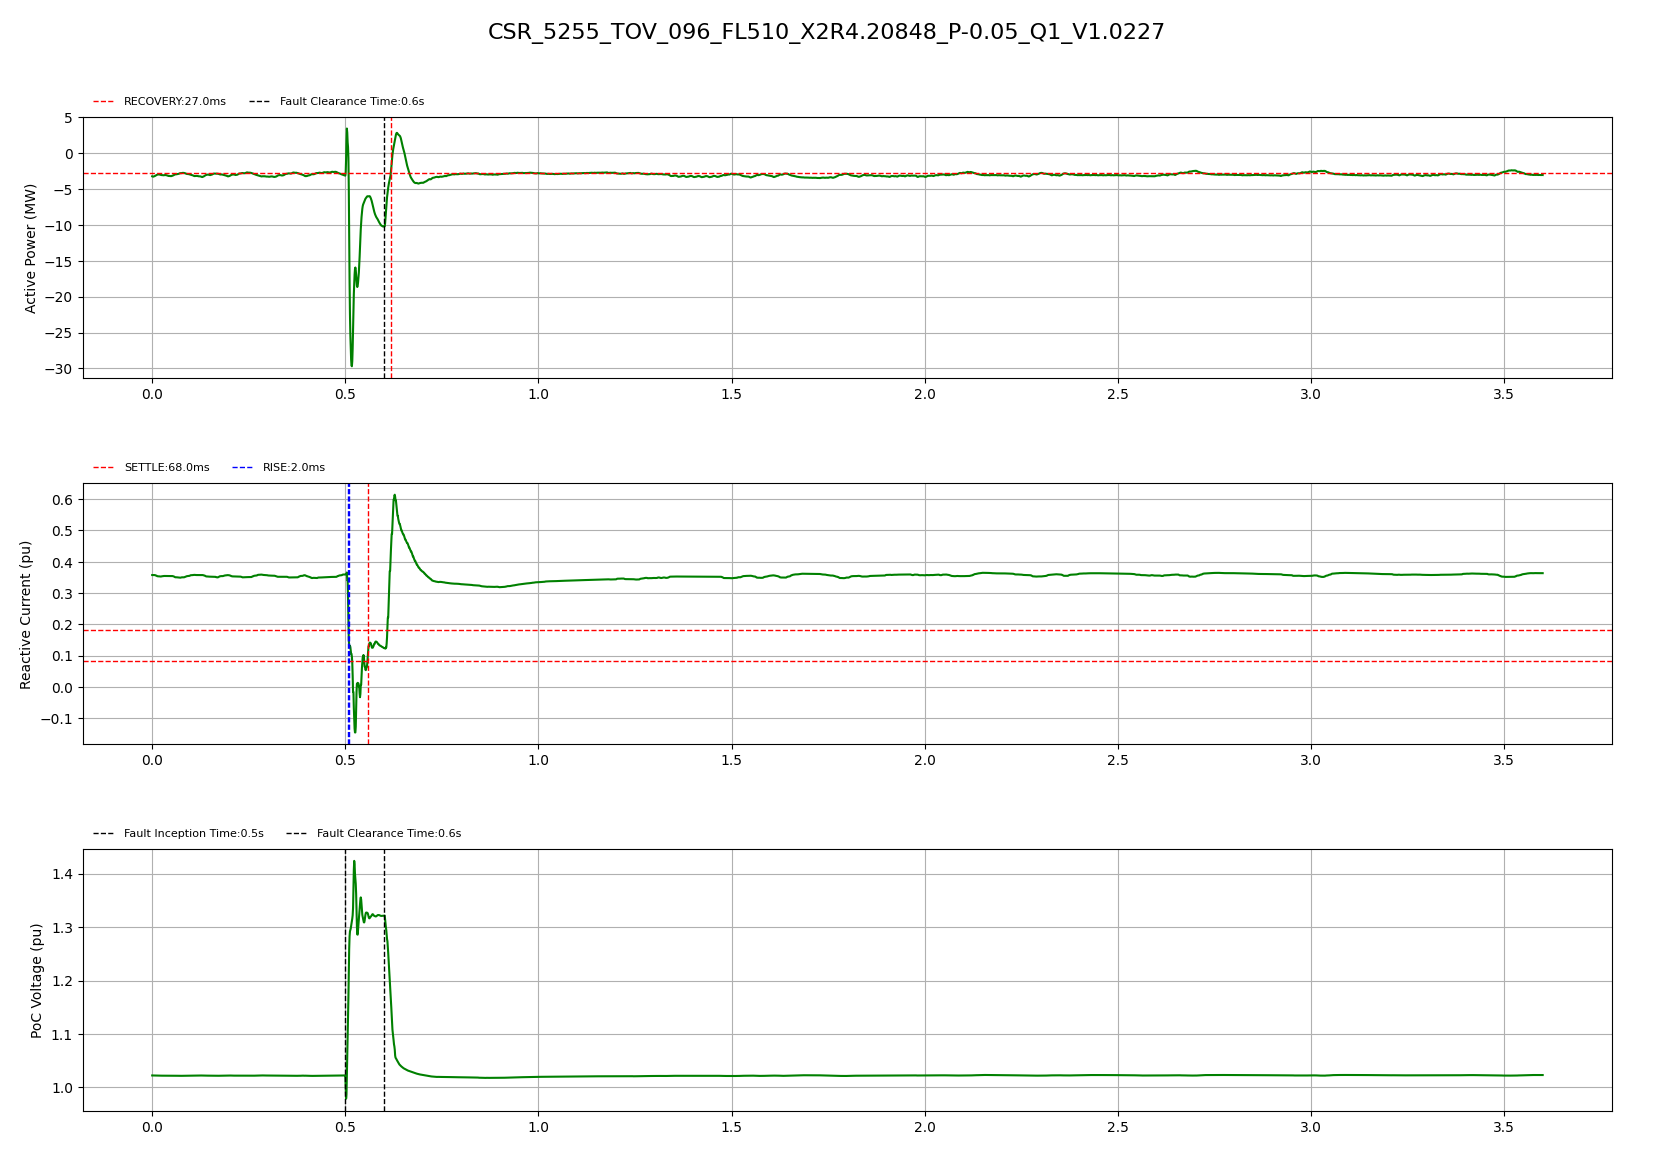 CSR_5255_TOV_096_FL510_X2R4.20848_P-0.05_Q1_V1.0227
RECOVERY:27.0ms Fault Clearance Time:0.6s
Active Power (MW)
5
0
−5
−10
−15
−20
−25
−30
0.0 0.5 1.0 1.5 2.0 2.5 3.0 3.5
SETTLE:68.0ms RISE:2.0ms
Reactive Current (pu)
0.6
0.5
0.4
0.3
0.2
0.1
0.0
−0.1
0.0 0.5 1.0 1.5 2.0 2.5 3.0 3.5
Fault Inception Time:0.5s Fault Clearance Time:0.6s
PoC Voltage (pu)
1.4
1.3
1.2
1.1
1.0
0.0 0.5 1.0 1.5 2.0 2.5 3.0 3.5